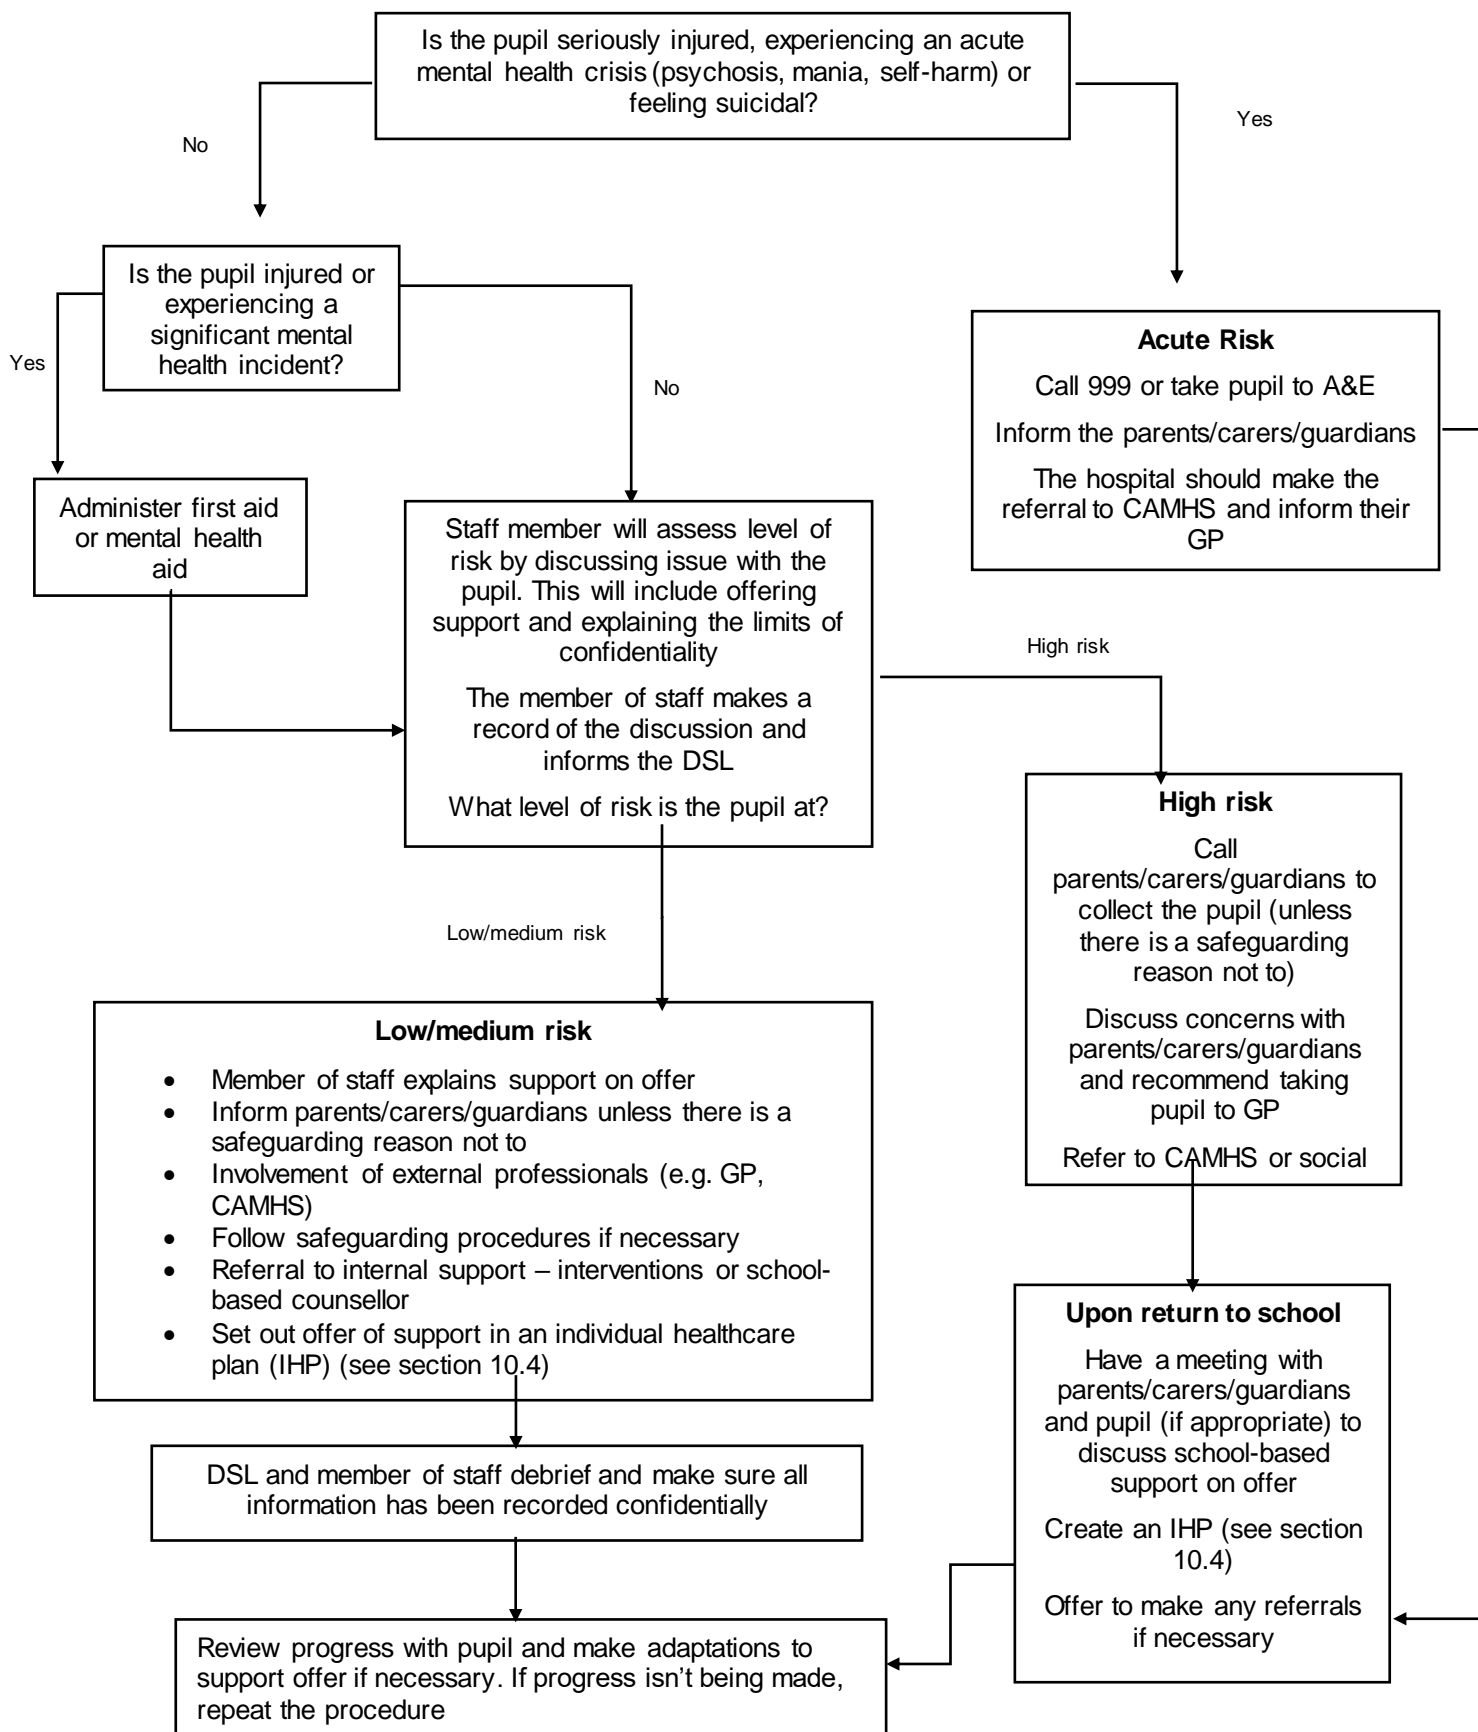 Is the pupil seriously injured, experiencing an acute
mental health crisis (psychosis, mania, self-harm) or
feeling suicidal?
No
Yes
Is the pupil injured or
experiencing a
significant mental
health incident?
Yes
No
Acute Risk
Call 999 or take pupil to A&E
Inform the parents/carers/guardians
The hospital should make the
referral to CAMHS and inform their
GP
Administer first aid
or mental health
aid
Staff member will assess level of
risk by discussing issue with the
pupil. This will include offering
support and explaining the limits of
confidentiality
The member of staff makes a
record of the discussion and
informs the DSL
What level of risk is the pupil at?
High risk
High risk
Call
parents/carers/guardians to
collect the pupil (unless
there is a safeguarding
reason not to)
Discuss concerns with
parents/carers/guardians
and recommend taking
pupil to GP
Refer to CAMHS or social
Low/medium risk
Low/medium risk
• Member of staff explains support on offer
• Inform parents/carers/guardians unless there is a
safeguarding reason not to
• Involvement of external professionals (e.g. GP,
CAMHS)
• Follow safeguarding procedures if necessary
• Referral to internal support – interventions or school-
based counsellor
• Set out offer of support in an individual healthcare
plan (IHP) (see section 10.4)
Upon return to school
Have a meeting with
parents/carers/guardians
and pupil (if appropriate) to
discuss school-based
support on offer
Create an IHP (see section
10.4)
Offer to make any referrals
if necessary
DSL and member of staff debrief and make sure all
information has been recorded confidentially
Review progress with pupil and make adaptations to
support offer if necessary. If progress isn’t being made,
repeat the procedure